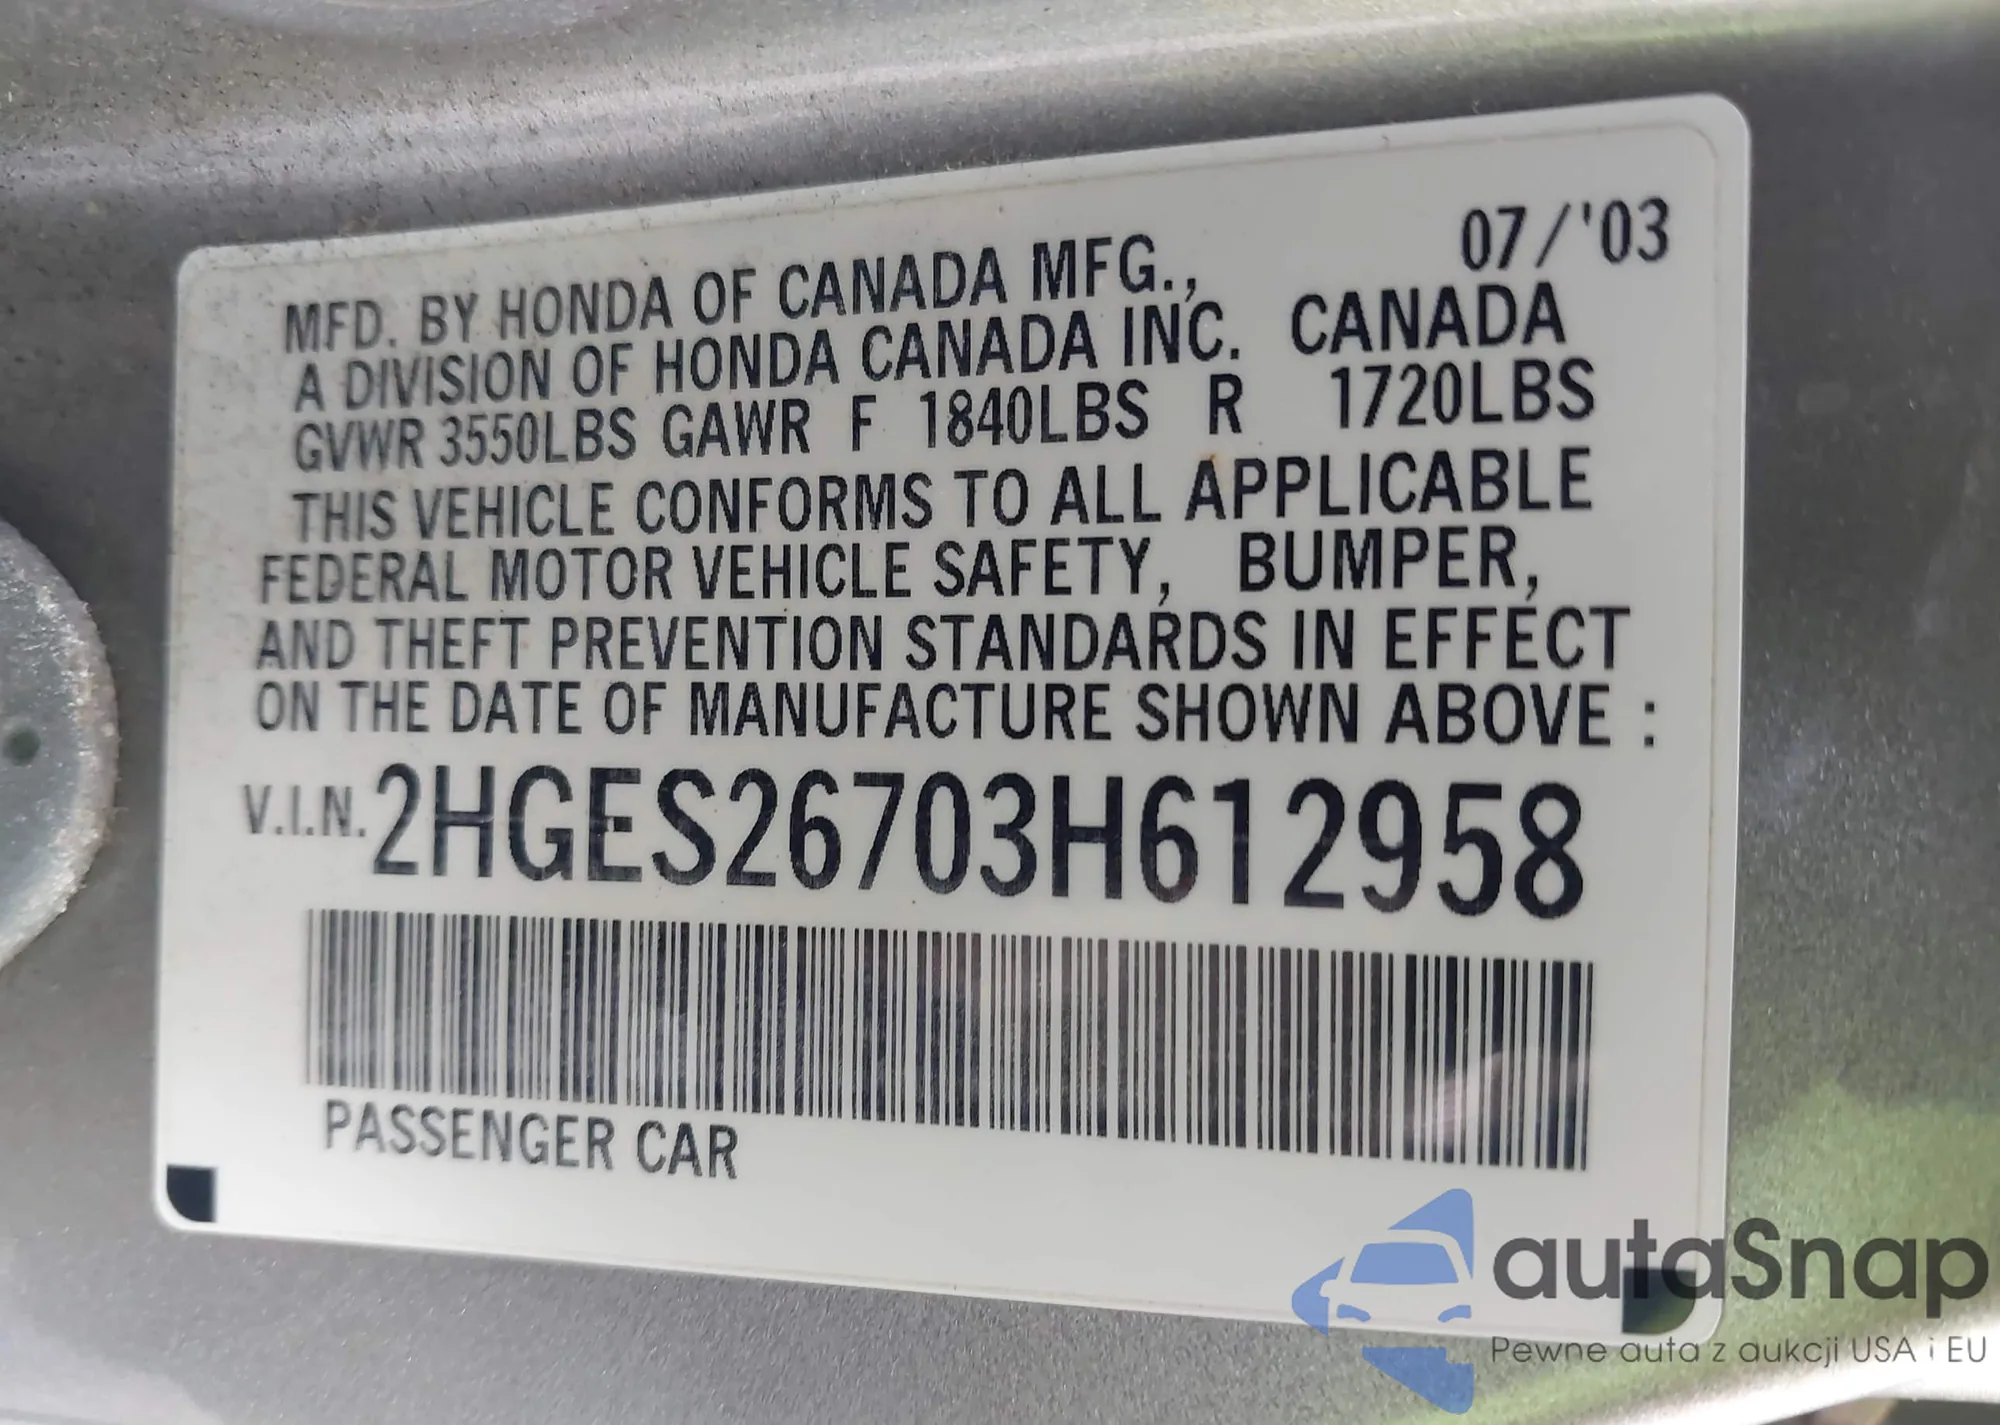 07/'03
MFD. BY HONDA OF CANADA MFG.,
A DIVISION OF HONDA CANADA INC. CANADA
GVWR 3550LBS GAWR F 1840LBS R 1720LBS
THIS VEHICLE CONFORMS TO ALL APPLICABLE
FEDERAL MOTOR VEHICLE SAFETY, BUMPER,
AND THEFT PREVENTION STANDARDS IN EFFECT
ON THE DATE OF MANUFACTURE SHOWN ABOVE :
V.I.N. 2HGES26703H612958
PASSENGER CAR
autaSnap
Pewne auta z aukcji USA i EU